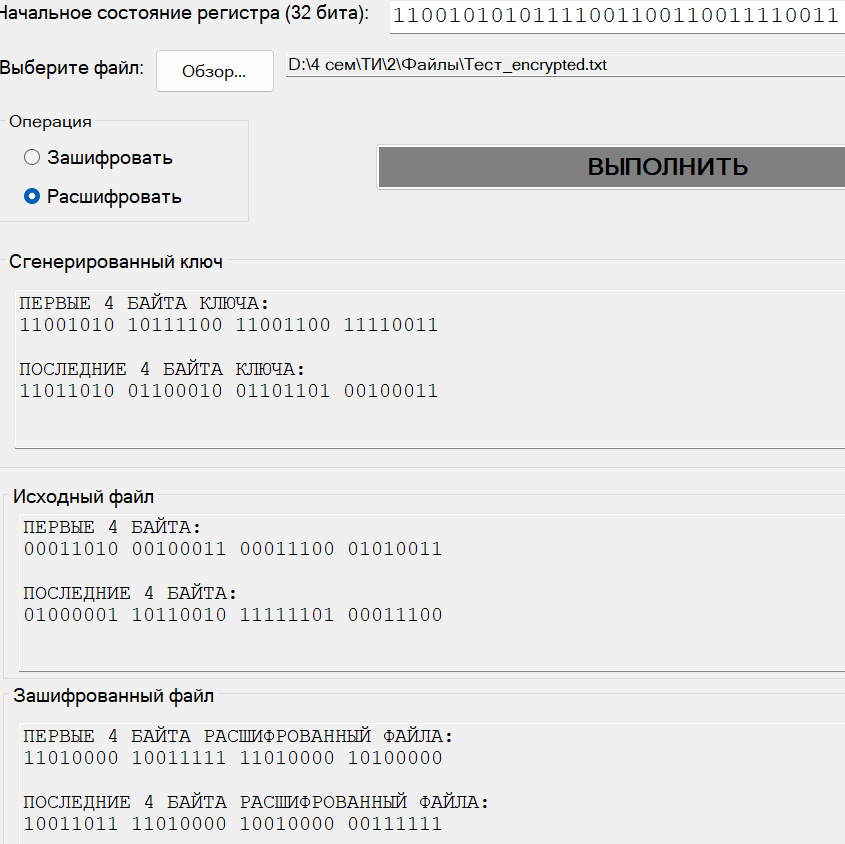 Начальное состояние регистра (32 бита): 11001010101111001100110011110011
Выберите файл: Обзор... D:\4 сем\ТИ\2\Файлы\Тест_encrypted.txt
Операция
Зашифровать
ВЫПОЛНИТЬ
Расшифровать
Сгенерированный ключ
ПЕРВЫЕ 4 БАЙТА КЛЮЧА:
11001010 10111100 11001100 11110011
ПОСЛЕДНИЕ 4 БАЙТА КЛЮЧА:
11011010 01100010 01101101 00100011
Исходный файл
ПЕРВЫЕ 4 БАЙТА:
00011010 00100011 00011100 01010011
ПОСЛЕДНИЕ 4 БАЙТА:
01000001 10110010 11111101 00011100
Зашифрованный файл
ПЕРВЫЕ 4 БАЙТА РАСШИФРОВАННЫЙ ФАЙЛА:
11010000 10011111 11010000 10100000
ПОСЛЕДНИЕ 4 БАЙТА РАСШИФРОВАННЫЙ ФАЙЛА:
10011011 11010000 10010000 00111111